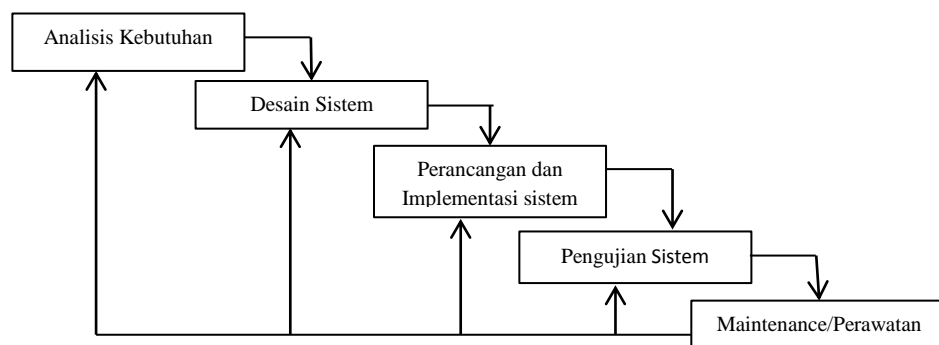 Analisis Kebutuhan
Desain Sistem
Perancangan dan
Implementasi sistem
Pengujian Sistem
Maintenance/Perawatan